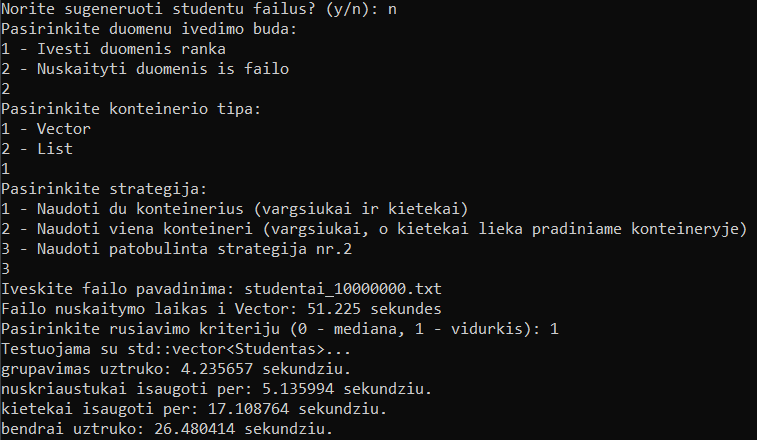 Norite sugeneruoti studentu failus? (y/n): n
Pasirinkite duomenu ivedimo buda:
1 - Ivesti duomenis ranka
2 - Nuskaityti duomenis is failo
2
Pasirinkite konteinerio tipa:
1 - Vector
2 - List
1
Pasirinkite strategija:
1 - Naudoti du konteinerius (vargsiukai ir kietekai)
2 - Naudoti viena konteineri (vargsiukai, o kietekai lieka pradiniame konteineryje)
3 - Naudoti patobulinta strategija nr.2
3
Iveskite failo pavadinima: studentai_10000000.txt
Failo nuskaitymo laikas i Vector: 51.225 sekundes
Pasirinkite rusiavimo kriteriju (0 - mediana, 1 - vidurkis): 1
Testuojama su std::vector<Studentas>...
grupavimas uztruko: 4.235657 sekundziu.
nuskriaustukai isaugoti per: 5.135994 sekundziu.
kietekai isaugoti per: 17.108764 sekundziu.
bendrai uztruko: 26.480414 sekundziu.